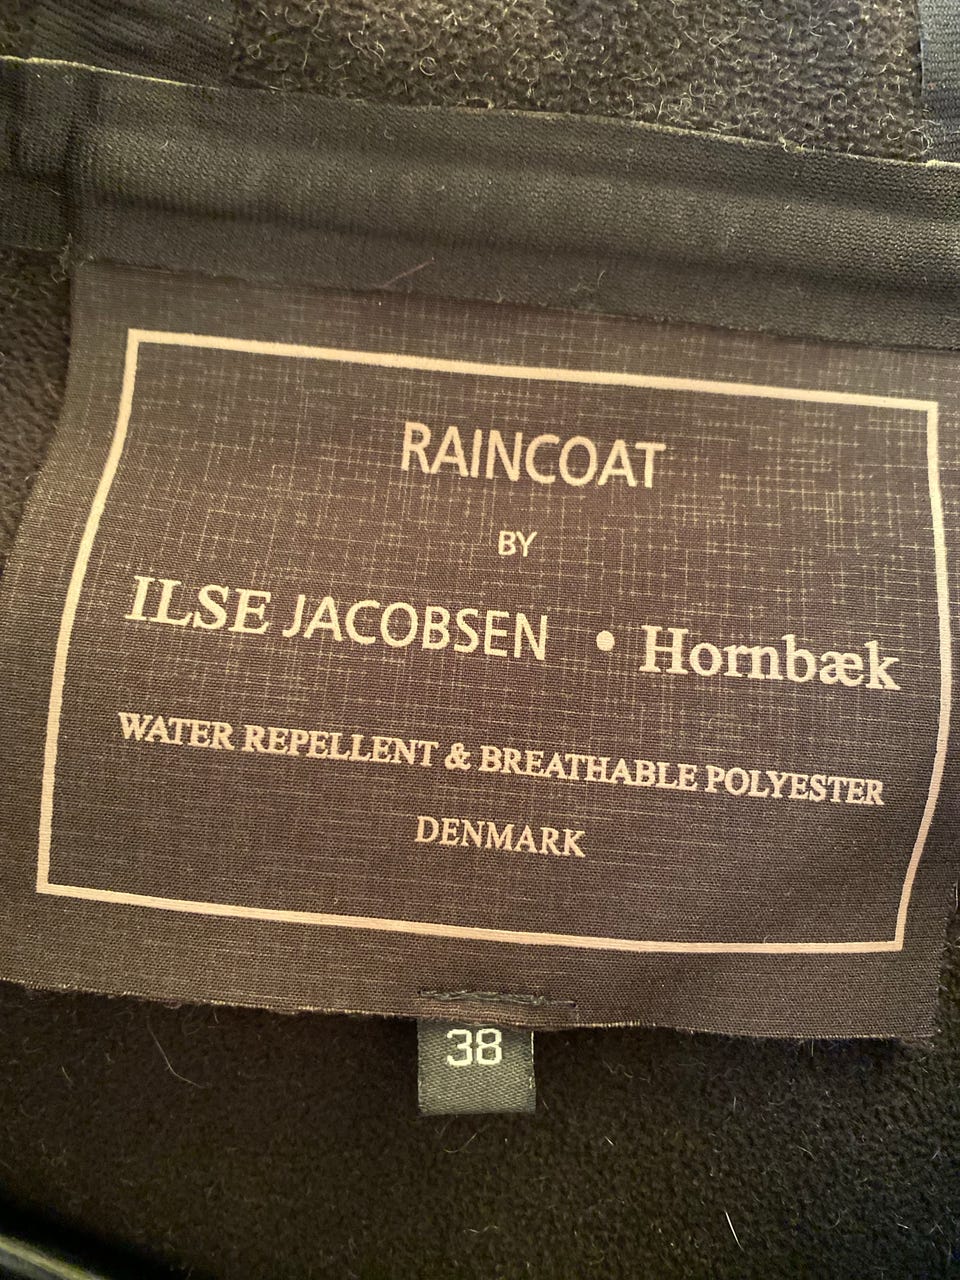 RAINCOAT
BY
ILSE JACOBSEN • Hornbæk
WATER REPELLENT & BREATHABLE POLYESTER
DENMARK
38